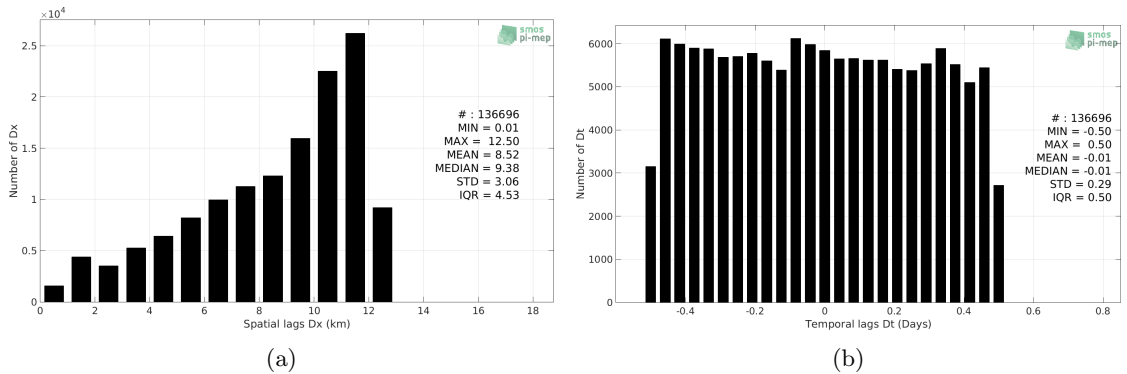 ×10⁴
2.5
2
1.5
1
0.5
0
0 2 4 6 8 10 12 14 16 18
Number of Dx
Spatial lags Dx (km)
smos
pi-mep
# : 136696
MIN = 0.01
MAX = 12.50
MEAN = 8.52
MEDIAN = 9.38
STD = 3.06
IQR = 4.53
(a)
6000
5000
4000
3000
2000
1000
0
-0.4 -0.2 0 0.2 0.4 0.6 0.8
Number of Dt
Temporal lags Dt (Days)
smos
pi-mep
# : 136696
MIN = -0.50
MAX = 0.50
MEAN = -0.01
MEDIAN = -0.01
STD = 0.29
IQR = 0.50
(b)